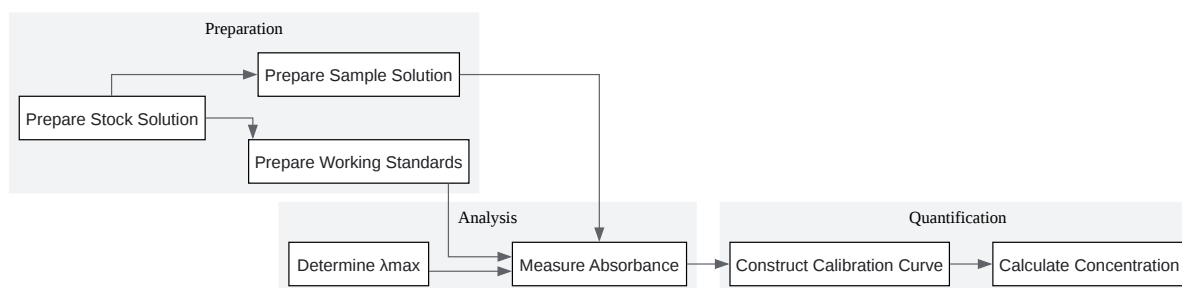 Preparation
Prepare Sample Solution
Prepare Stock Solution
Prepare Working Standards
Analysis
Quantification
Determine λmax
Measure Absorbance
Construct Calibration Curve
Calculate Concentration